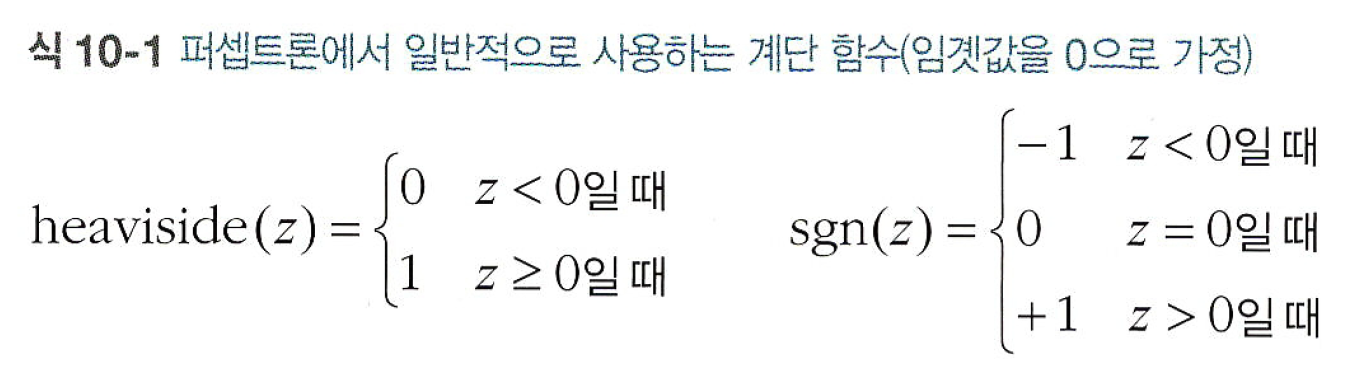 식 10-1 퍼셉트론에서 일반적으로 사용하는 계단 함수(임곗값을 0으로 가정)
heaviside(z) = { 0 z < 0일 때
1 z ≥ 0일 때
sgn(z) = { -1 z < 0일 때
0 z = 0일 때
+1 z > 0일 때